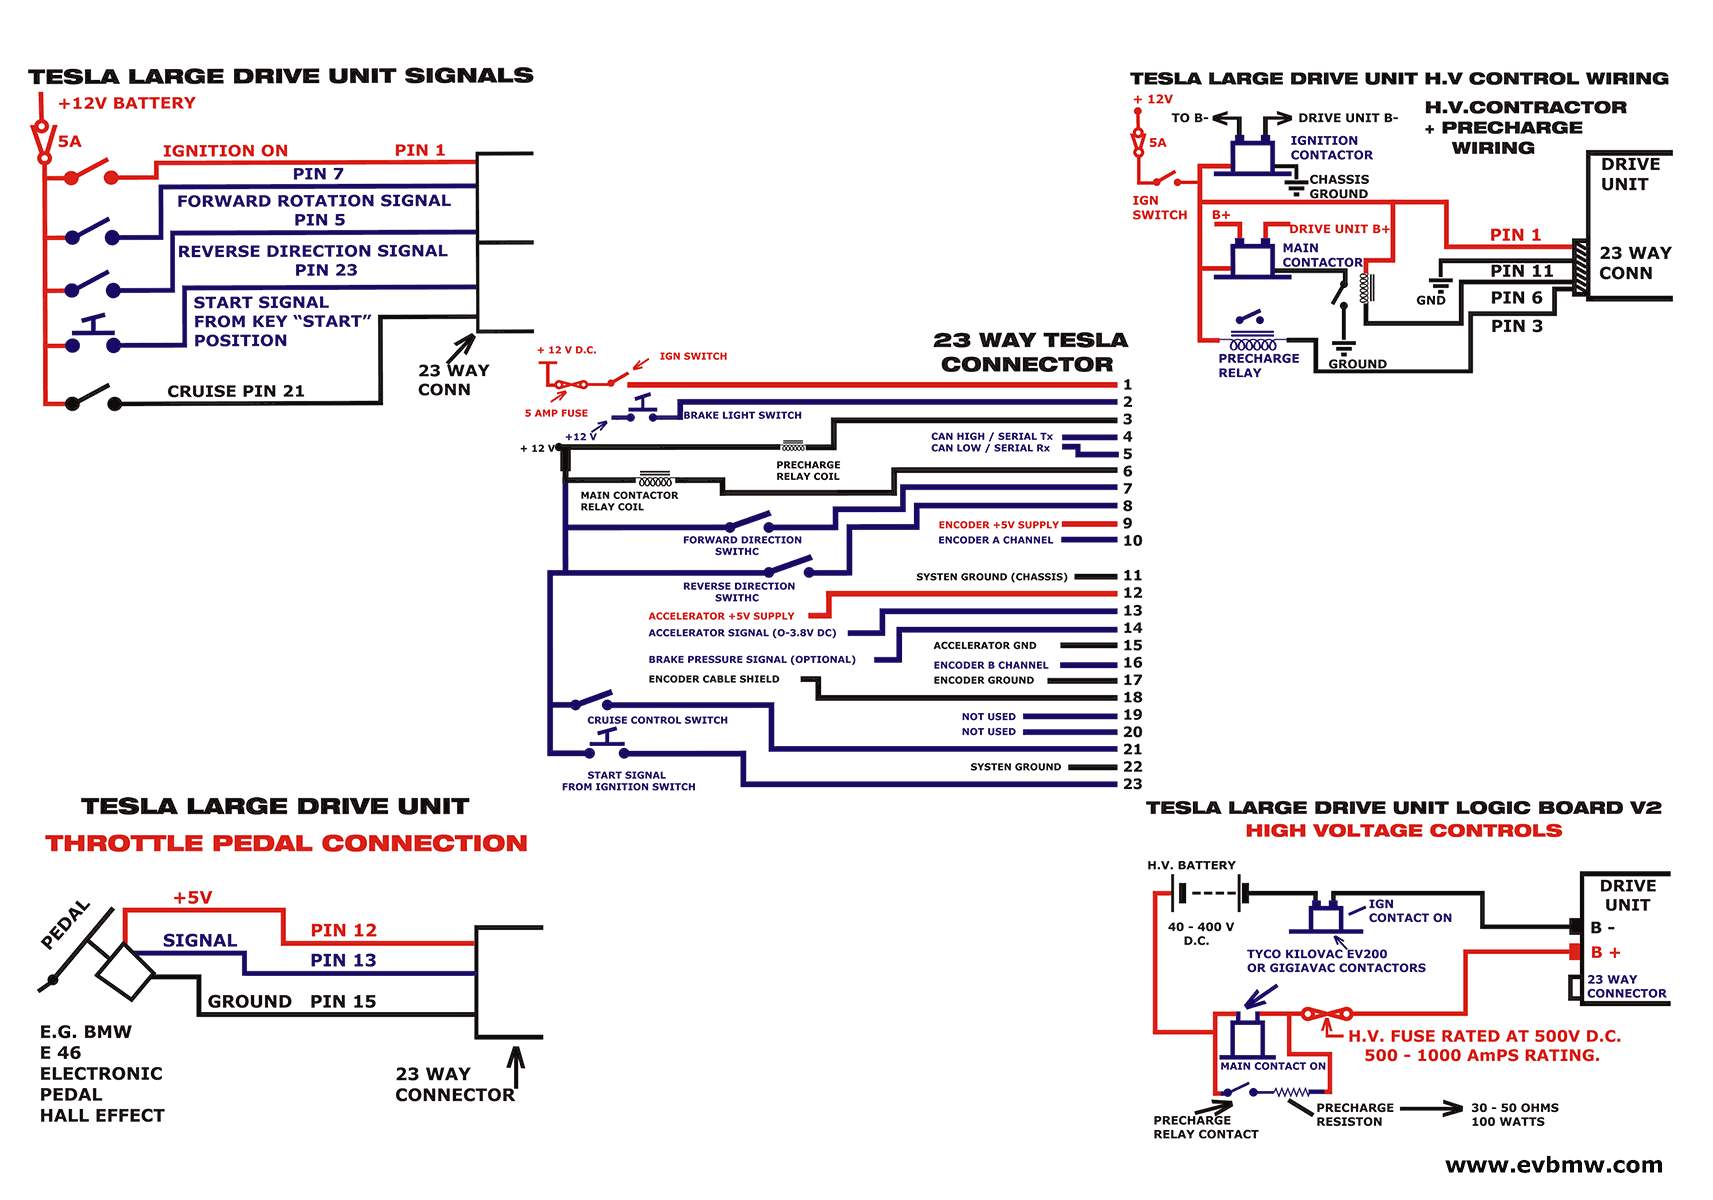 TESLA LARGE DRIVE UNIT SIGNALS
+12V BATTERY
5A
IGNITION ON
PIN 1
PIN 7
FORWARD ROTATION SIGNAL
PIN 5
REVERSE DIRECTION SIGNAL
PIN 23
START SIGNAL
FROM KEY “START”
POSITION
CRUISE PIN 21
23 WAY
CONN
TESLA LARGE DRIVE UNIT H.V CONTROL WIRING
H.V.CONTRACTOR
+ PRECHARGE
WIRING
+ 12V
5A
IGN
SWITCH
TO B-
DRIVE UNIT B-
IGNITION
CONTACTOR
CHASSIS
GROUND
B+
DRIVE UNIT B+
MAIN
CONTACTOR
PRECHARGE
RELAY
GROUND
GND
PIN 1
PIN 11
PIN 6
PIN 3
DRIVE
UNIT
23 WAY
CONN
23 WAY TESLA
CONNECTOR
+ 12 V D.C.
IGN SWITCH
5 AMP FUSE
BRAKE LIGHT SWITCH
+12 V
+ 12 V
PRECHARGE
RELAY COIL
CAN HIGH / SERIAL Tx
CAN LOW / SERIAL Rx
MAIN CONTACTOR
RELAY COIL
FORWARD DIRECTION
SWITHC
ENCODER +5V SUPPLY
ENCODER A CHANNEL
REVERSE DIRECTION
SWITHC
SYSTEN GROUND (CHASSIS)
ACCELERATOR +5V SUPPLY
ACCELERATOR SIGNAL (O-3.8V DC)
ACCELERATOR GND
BRAKE PRESSURE SIGNAL (OPTIONAL)
ENCODER B CHANNEL
ENCODER CABLE SHIELD
ENCODER GROUND
CRUISE CONTROL SWITCH
NOT USED
NOT USED
START SIGNAL
FROM IGNITION SWITCH
SYSTEN GROUND
1
2
3
4
5
6
7
8
9
10
11
12
13
14
15
16
17
18
19
20
21
22
23
TESLA LARGE DRIVE UNIT
THROTTLE PEDAL CONNECTION
PEDAL
+5V
PIN 12
SIGNAL
PIN 13
GROUND PIN 15
E.G. BMW
E 46
ELECTRONIC
PEDAL
HALL EFFECT
23 WAY
CONNECTOR
TESLA LARGE DRIVE UNIT LOGIC BOARD V2
HIGH VOLTAGE CONTROLS
H.V. BATTERY
40 - 400 V
D.C.
IGN
CONTACT ON
TYCO KILOVAC EV200
OR GIGIAVAC CONTACTORS
DRIVE
UNIT
B -
B +
23 WAY
CONNECTOR
H.V. FUSE RATED AT 500V D.C.
500 - 1000 AmPS RATING.
MAIN CONTACT ON
PRECHARGE
RELAY CONTACT
PRECHARGE
RESISTON
30 - 50 OHMS
100 WATTS
www.evbmw.com